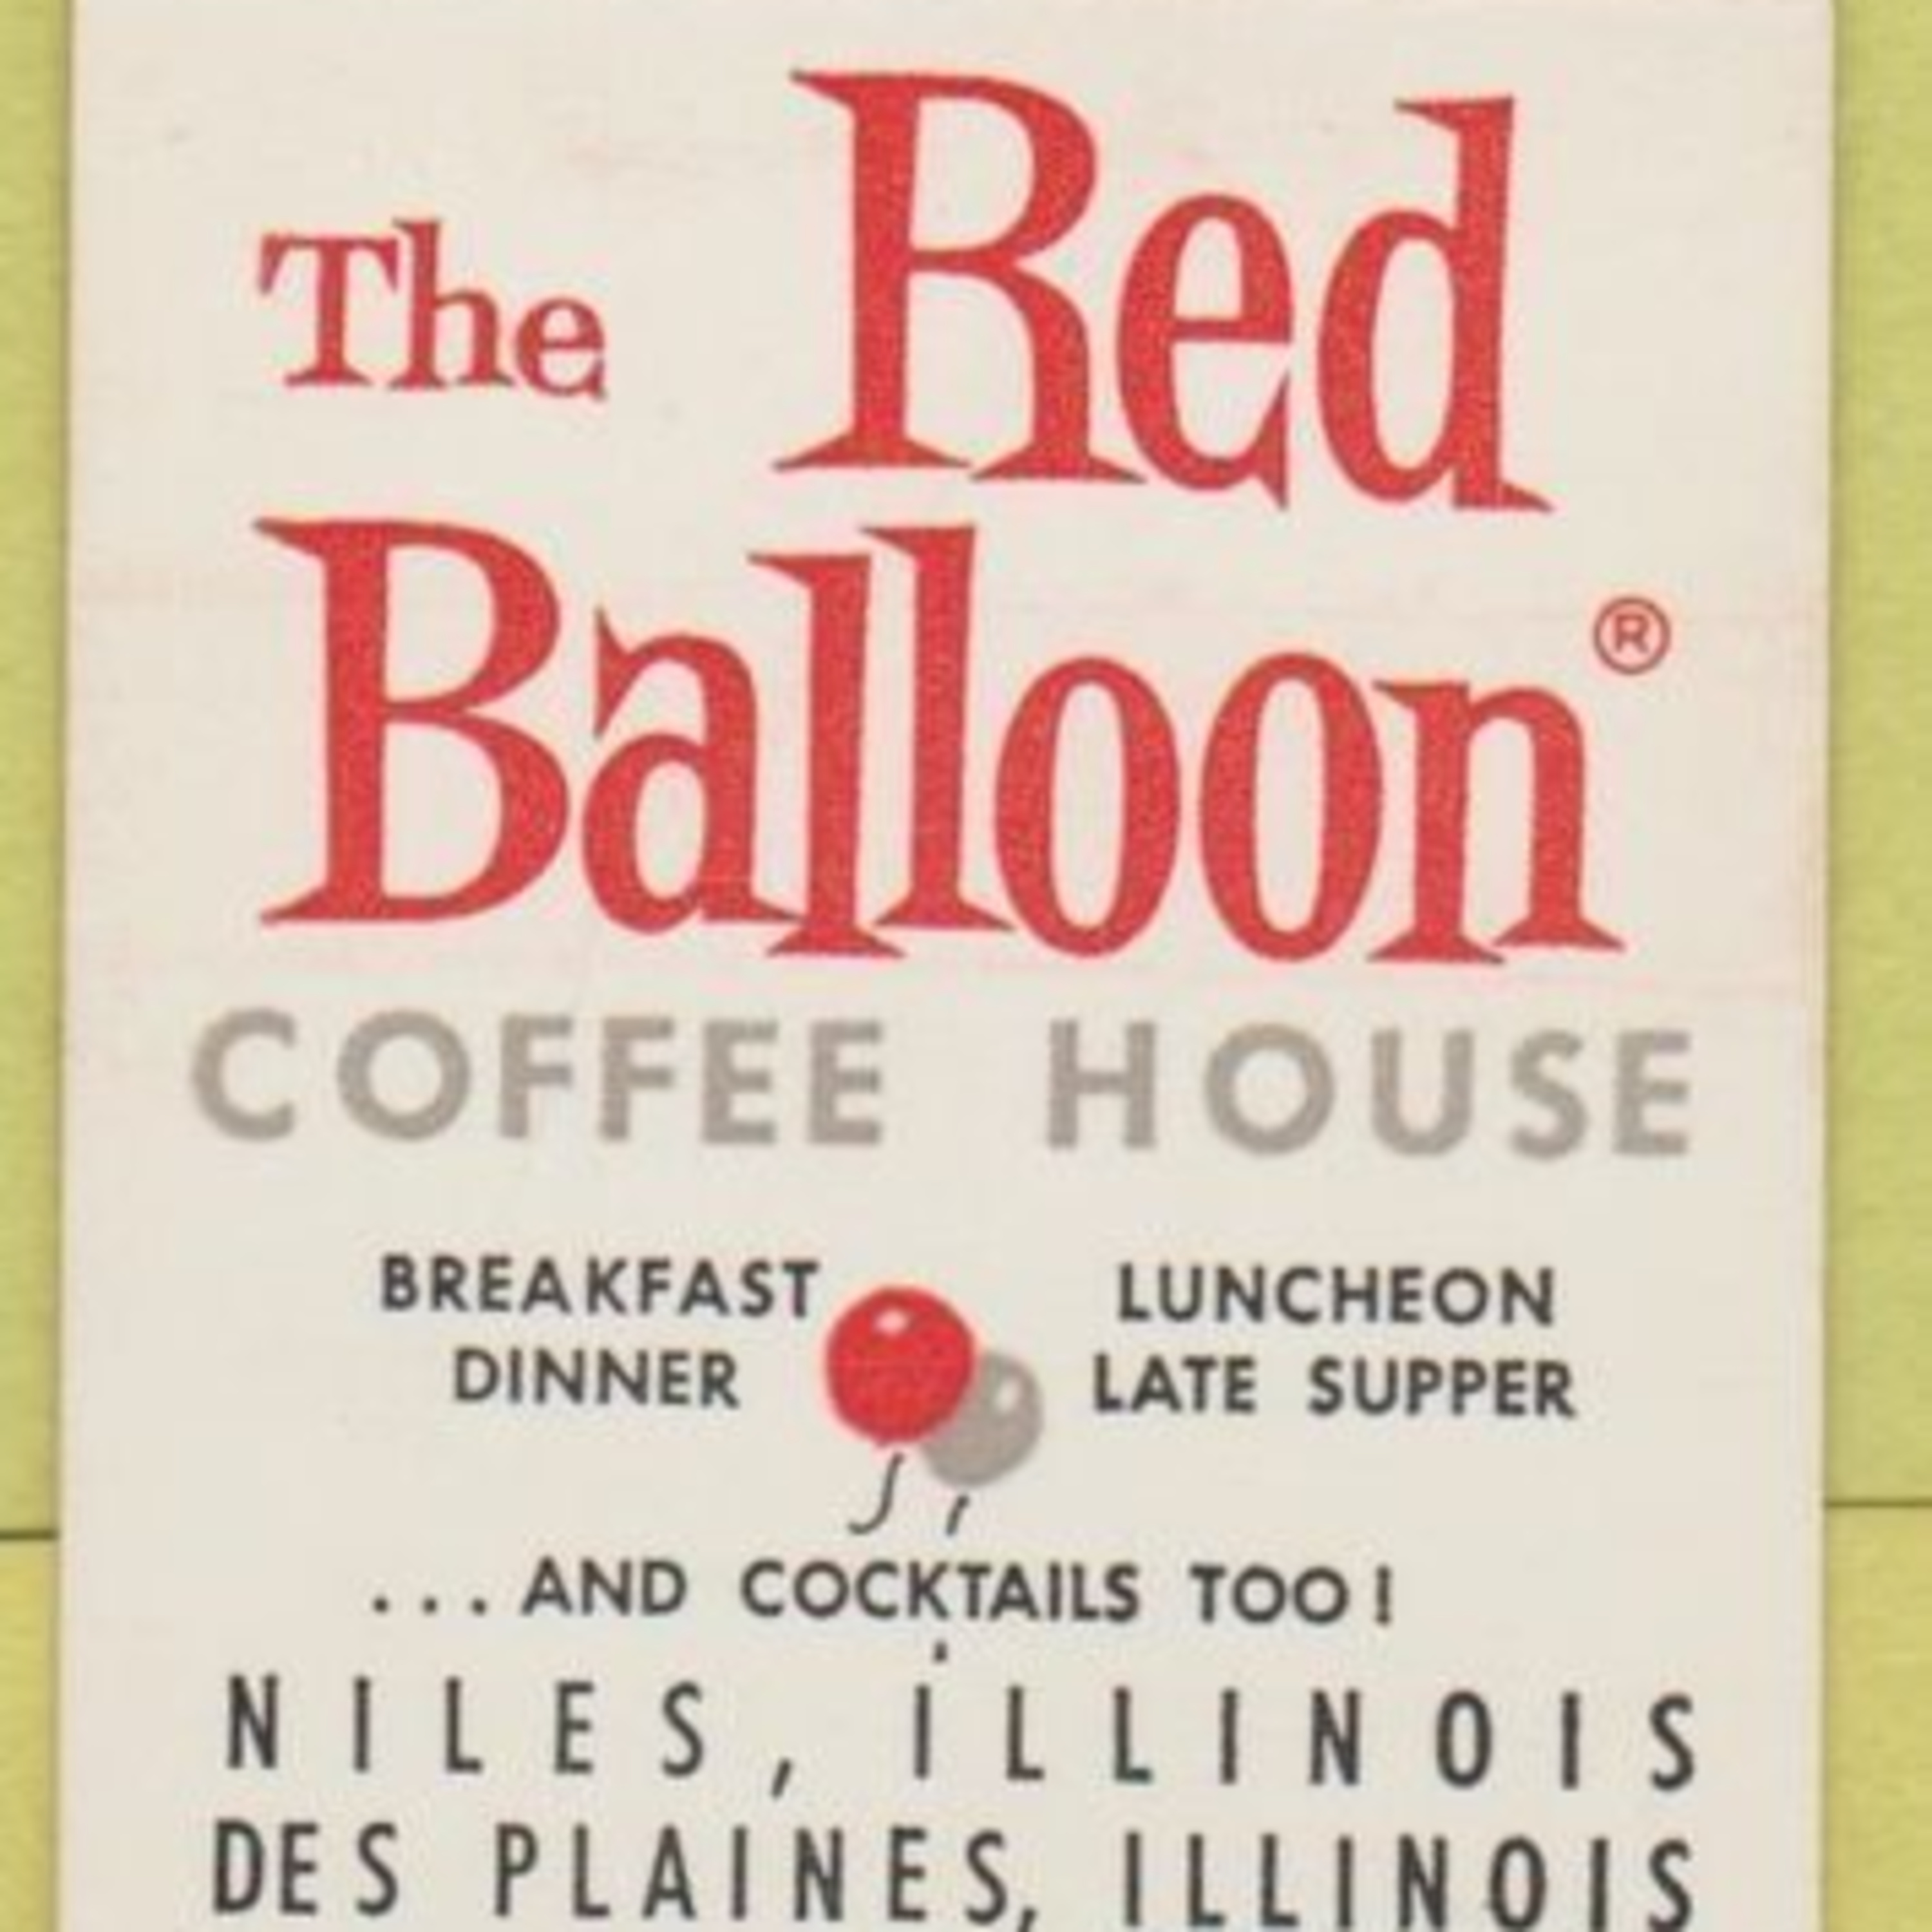 The Red
Balloon®
COFFEE HOUSE
BREAKFAST LUNCHEON
DINNER LATE SUPPER
...AND COCKTAILS TOO!
NILES, ILLINOIS
DES PLAINES, ILLINOIS